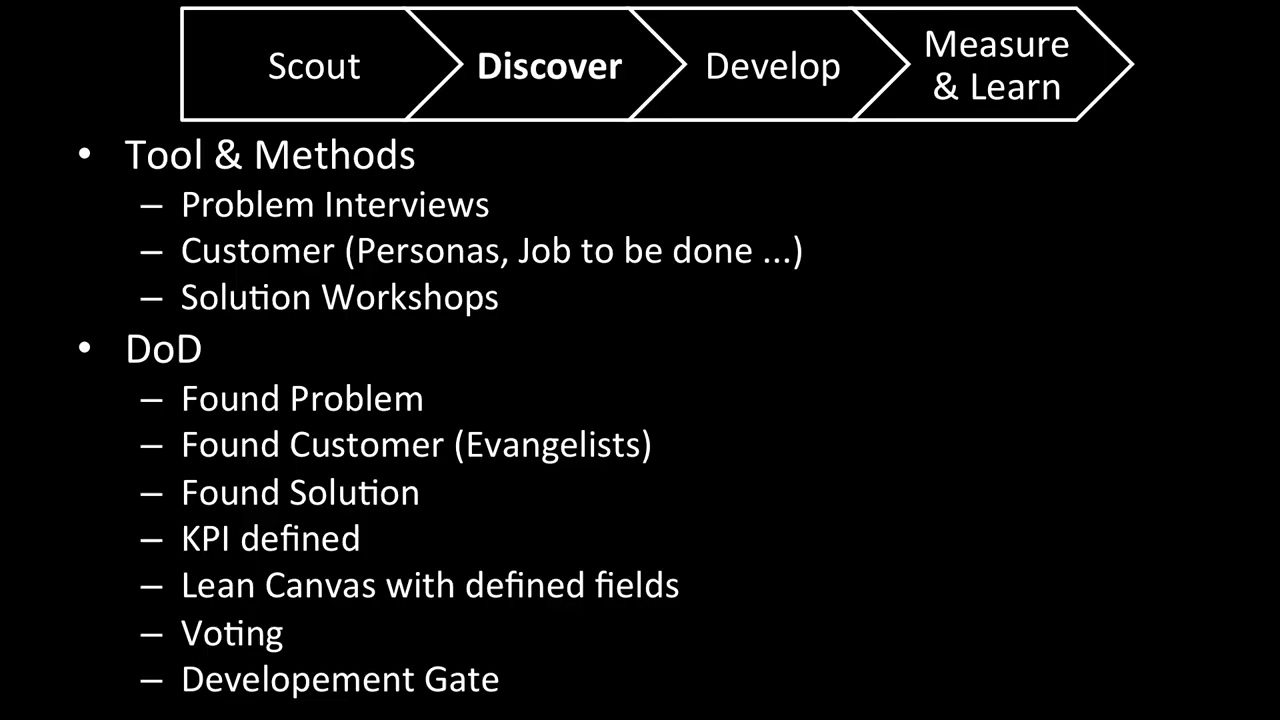 Scout
Discover
Develop
Measure
& Learn
• Tool & Methods
– Problem Interviews
– Customer (Personas, Job to be done ...)
– Solution Workshops
• DoD
– Found Problem
– Found Customer (Evangelists)
– Found Solution
– KPI defined
– Lean Canvas with defined fields
– Voting
– Developement Gate